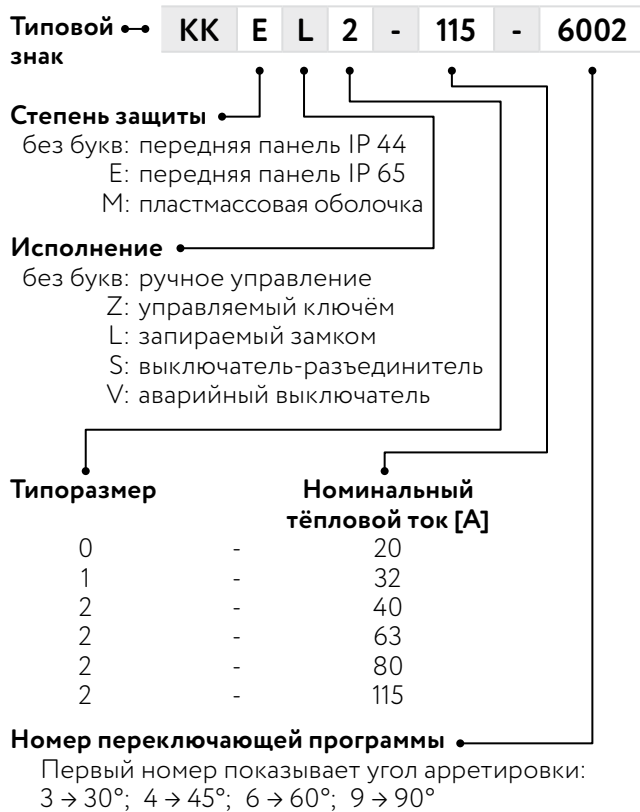 Типовой знак KK E L 2 - 115 - 6002
Степень защиты
без букв: передняя панель IP 44
E: передняя панель IP 65
M: пластмассовая оболочка
Исполнение
без букв: ручное управление
Z: управляемый ключём
L: запираемый замком
S: выключатель-разъединитель
V: аварийный выключатель
Типоразмер Номинальный тёпловой ток [A]
0 - 20
1 - 32
2 - 40
2 - 63
2 - 80
2 - 115
Номер переключающей программы
Первый номер показывает угол арретировки:
3 → 30°; 4 → 45°; 6 → 60°; 9 → 90°